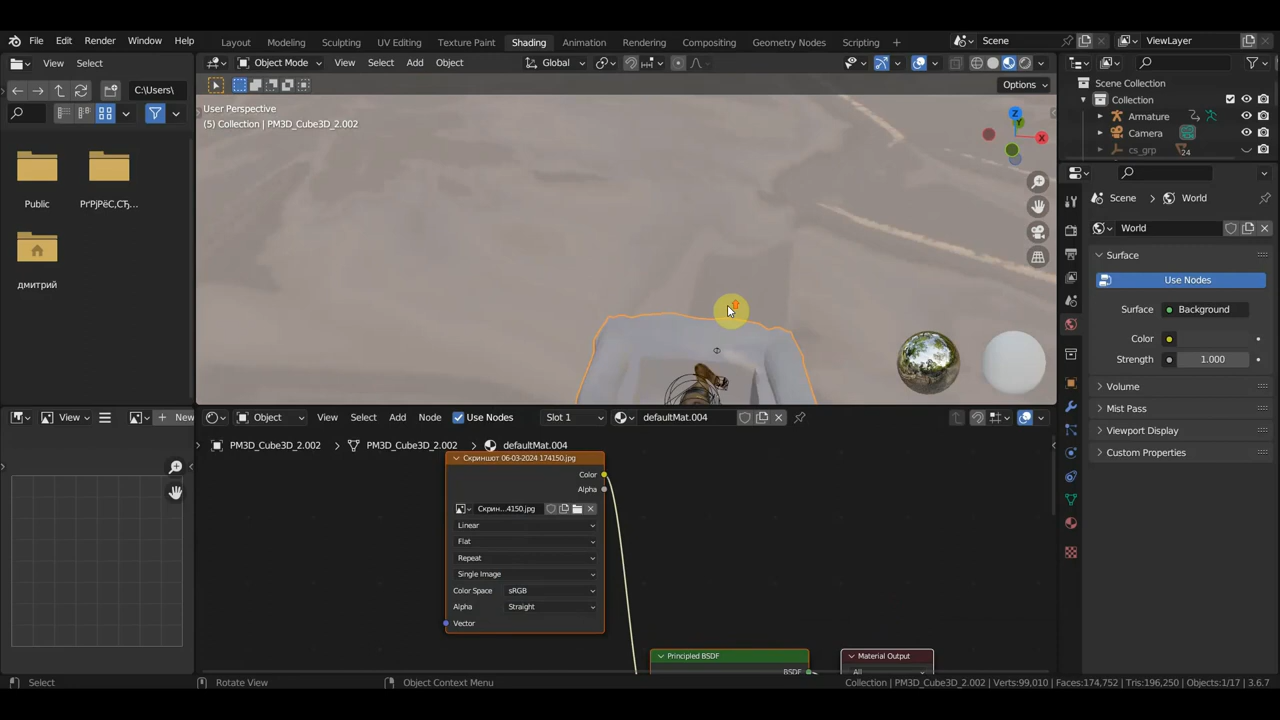 File Edit Render Window Help
Layout Modeling Sculpting UV Editing Texture Paint Shading Animation Rendering Compositing Geometry Nodes Scripting +
Scene
ViewLayer
View Select
Object Mode View Select Add Object
Global
C:\Users\
Options
User Perspective
(5) Collection | PM3D_Cube3D_2.002
Public
РґРјРёС‚СЂ...
дмитрий
X
Z
Y
Scene Collection
Collection
Armature
Camera
cs_grp
24
Scene > World
World
Surface
Use Nodes
Surface Background
Color
Strength 1.000
Volume
Mist Pass
Viewport Display
Custom Properties
View
New
Object View Select Add Node Use Nodes Slot 1 defaultMat.004
PM3D_Cube3D_2.002 > PM3D_Cube3D_2.002 > defaultMat.004
Скриншот 06-03-2024 174150.jpg
Color
Alpha
Скрин...4150.jpg
Linear
Flat
Repeat
Single Image
Color Space sRGB
Alpha Straight
Vector
Principled BSDF
BSDF
Material Output
All
Select
Rotate View
Object Context Menu
Collection | PM3D_Cube3D_2.002 | Verts:99,010 | Faces:174,752 | Tris:196,250 | Objects:1/17 | 3.6.7